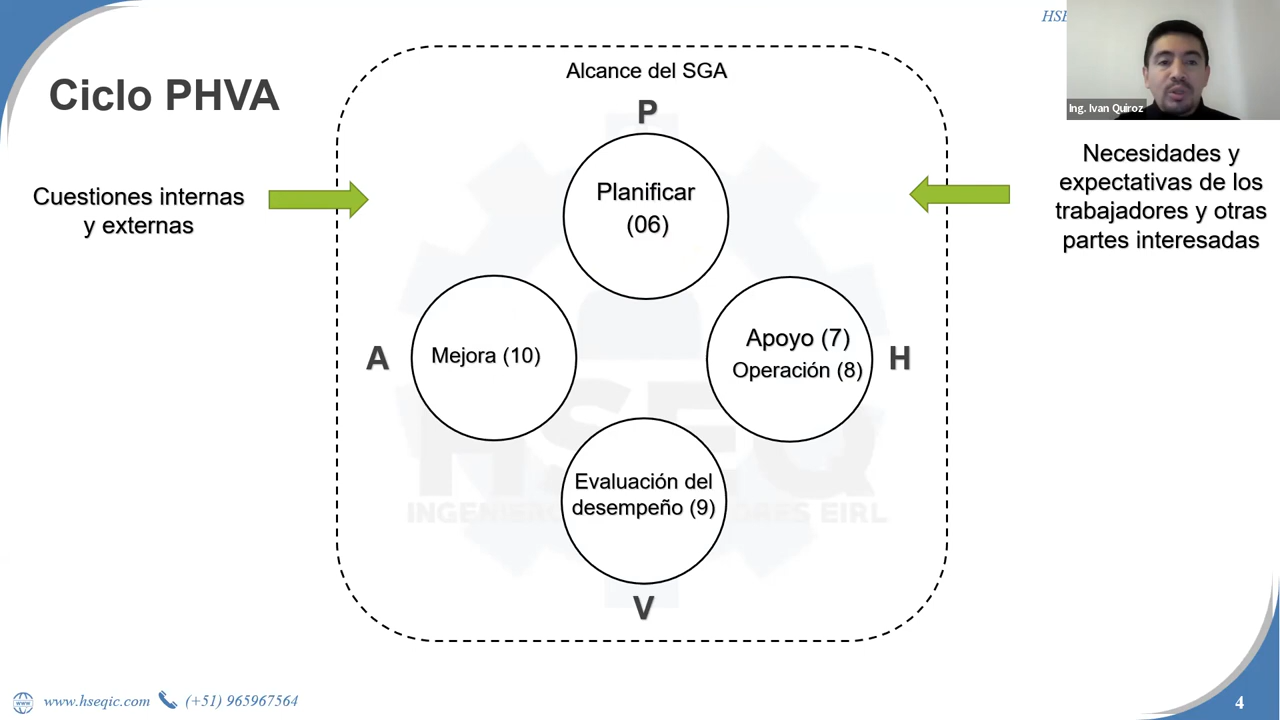 HSE
Ciclo PHVA
Alcance del SGA
P
Ing. Ivan Quiroz
Cuestiones internas
y externas
Planificar
(06)
Necesidades y
expectativas de los
trabajadores y otras
partes interesadas
A
Mejora (10)
Apoyo (7)
Operación (8)
H
Evaluación del
desempeño (9)
V
HSEQ
EIRL
www.hseqic.com
(+51) 965967564
4